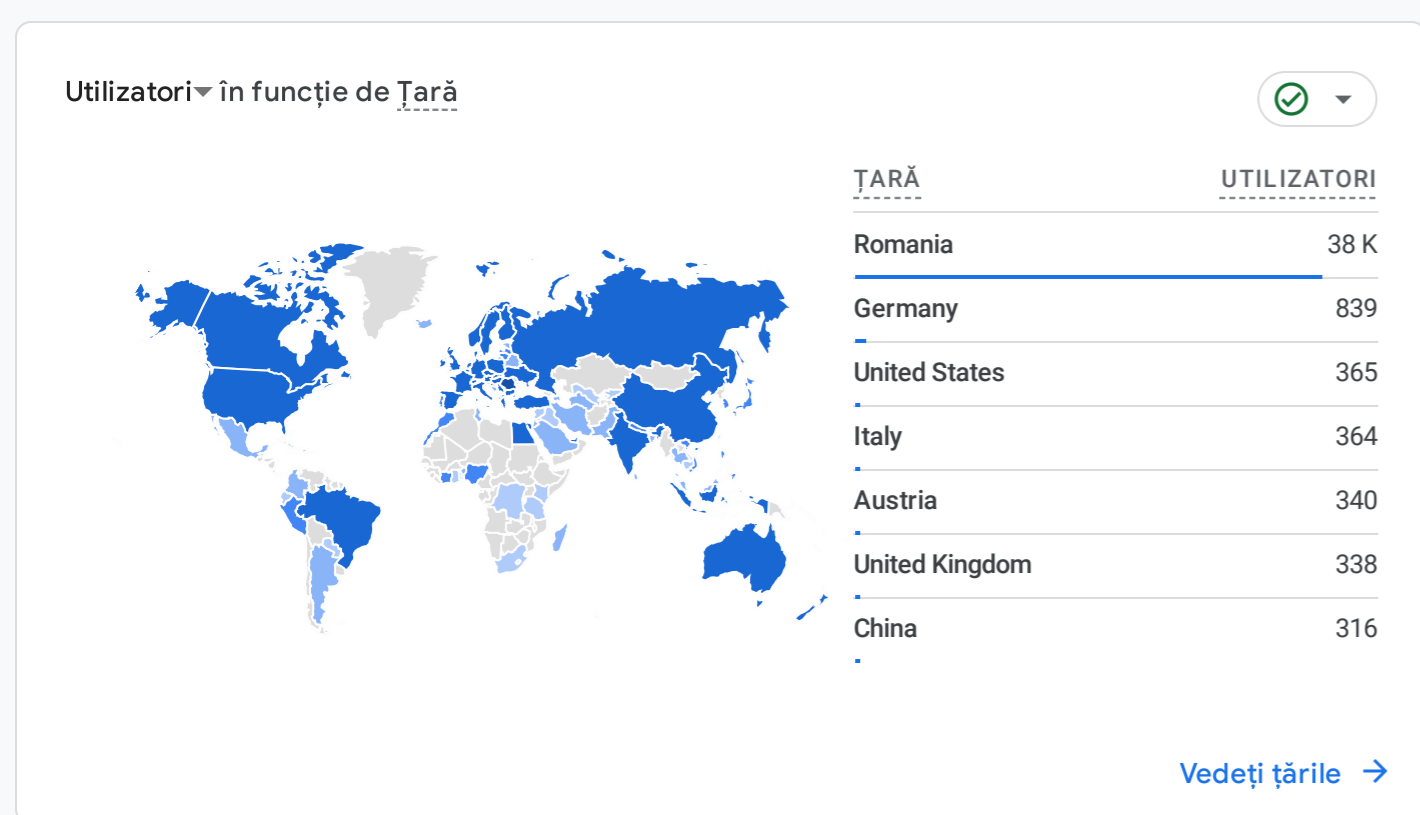 Utilizatori în funcție de Țară
ȚARĂ UTILIZATORI
Romania 38 K
Germany 839
United States 365
Italy 364
Austria 340
United Kingdom 338
China 316
Vedeți țările